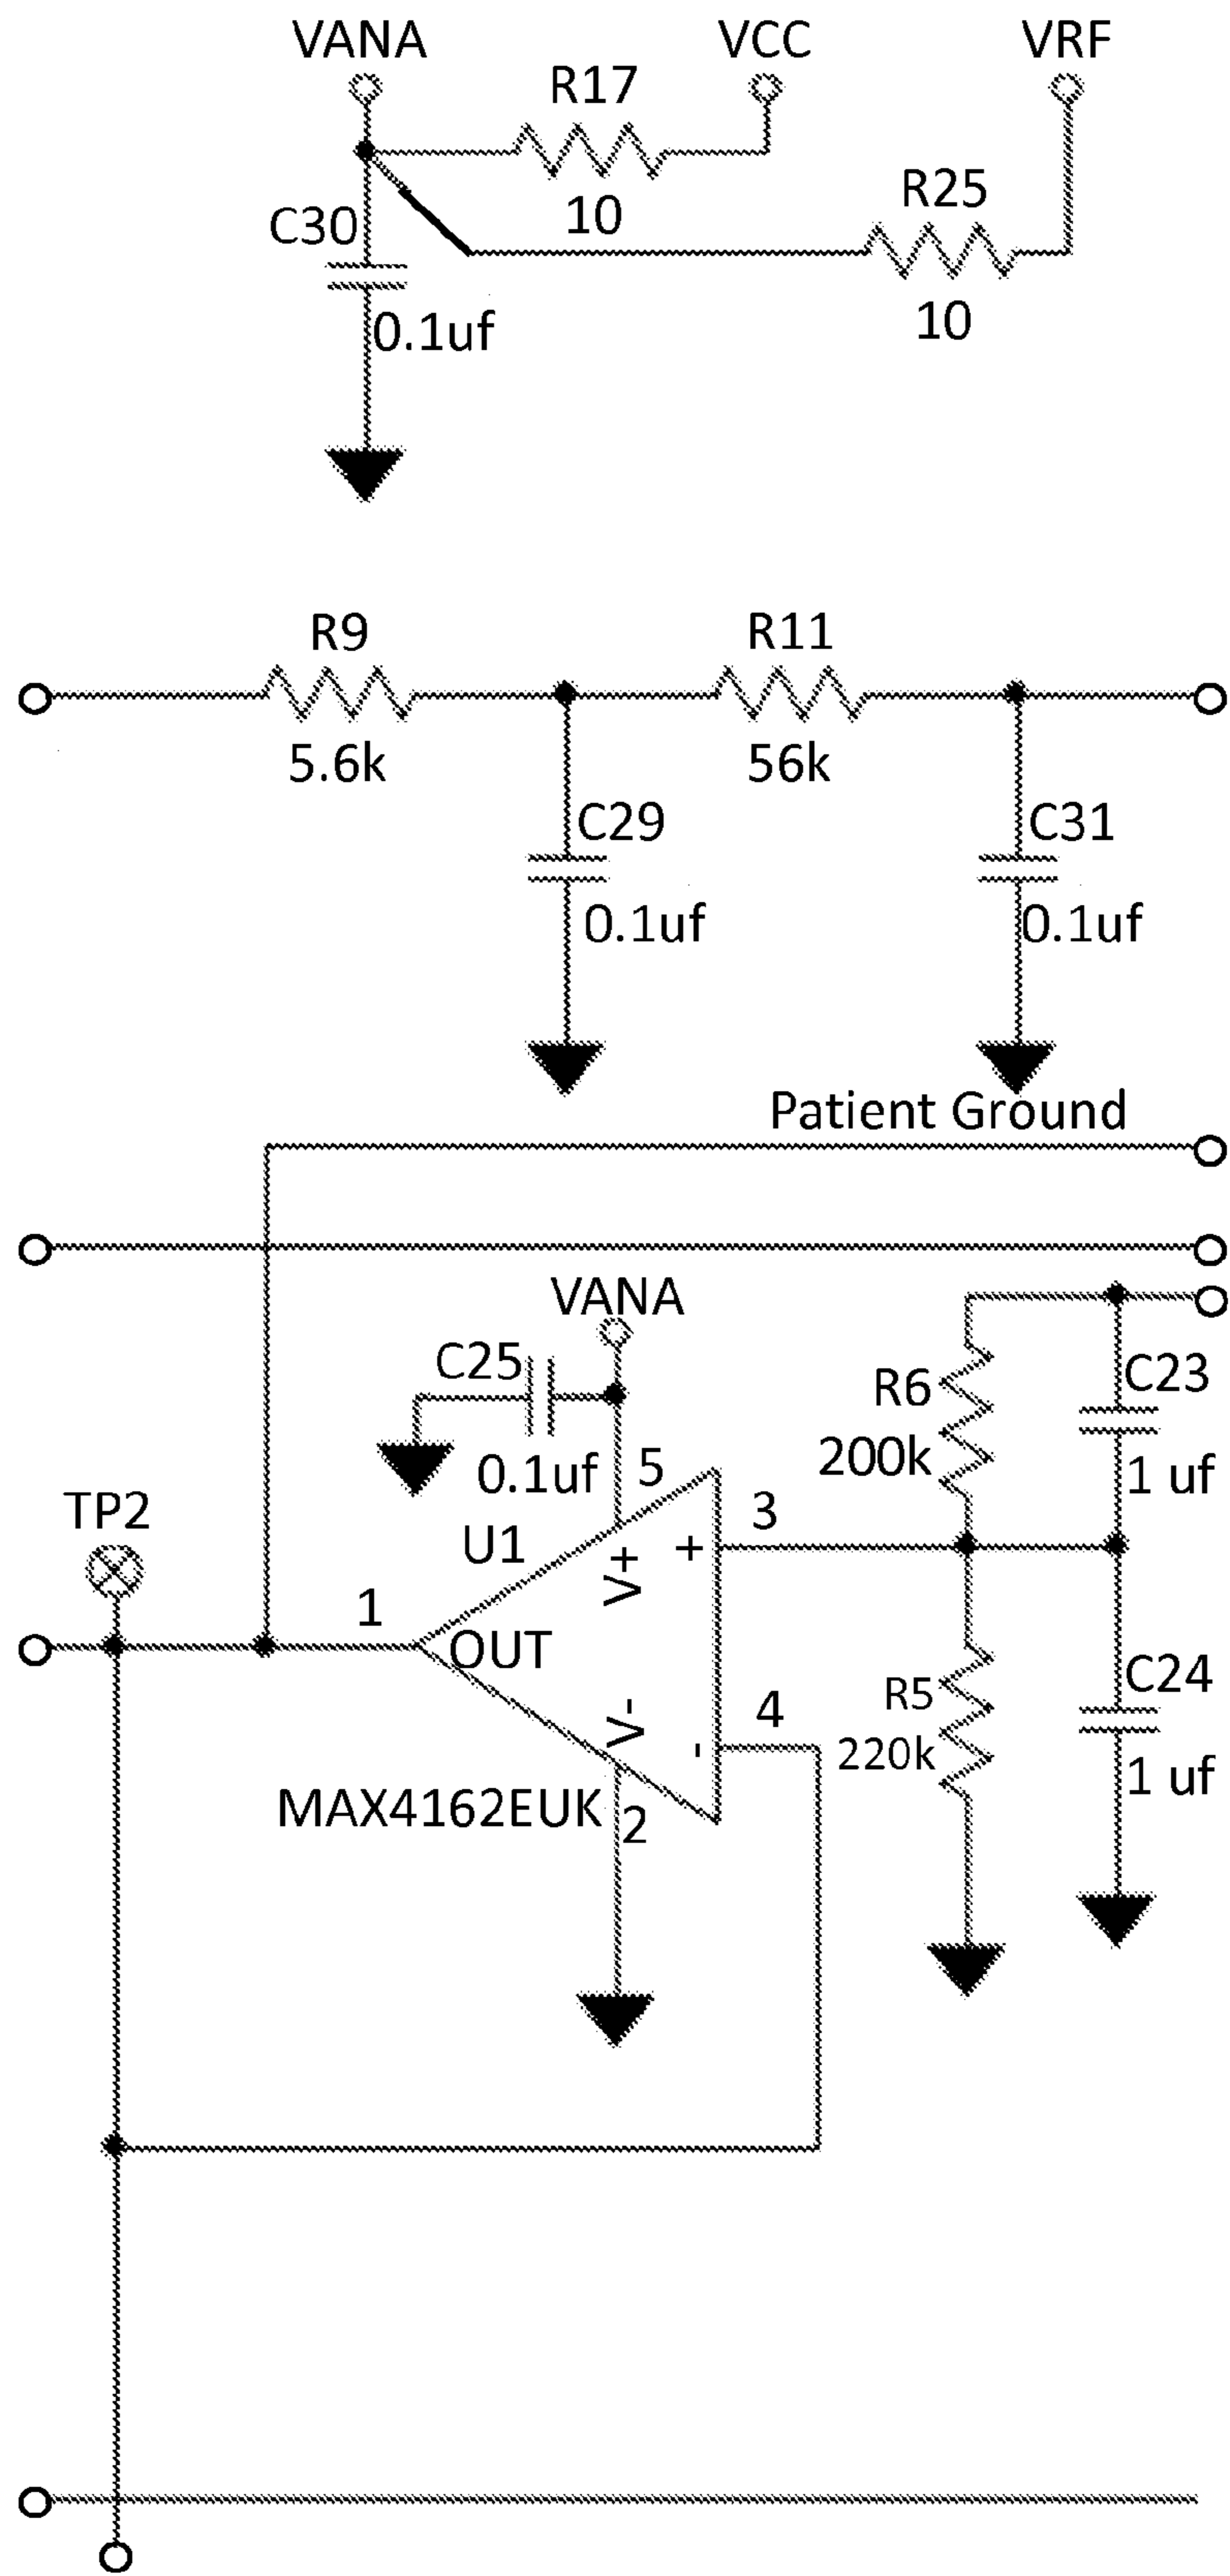 VANA
VCC
VRF
R17
10
R25
10
C30
0.1uf
R9
5.6k
R11
56k
C29
0.1uf
C31
0.1uf
Patient Ground
VANA
C25
0.1uf
5
R6
200k
C23
1 uf
TP2
U1
V+
+
3
1
OUT
V-
-
4
R5
220k
C24
1 uf
MAX4162EUK
2